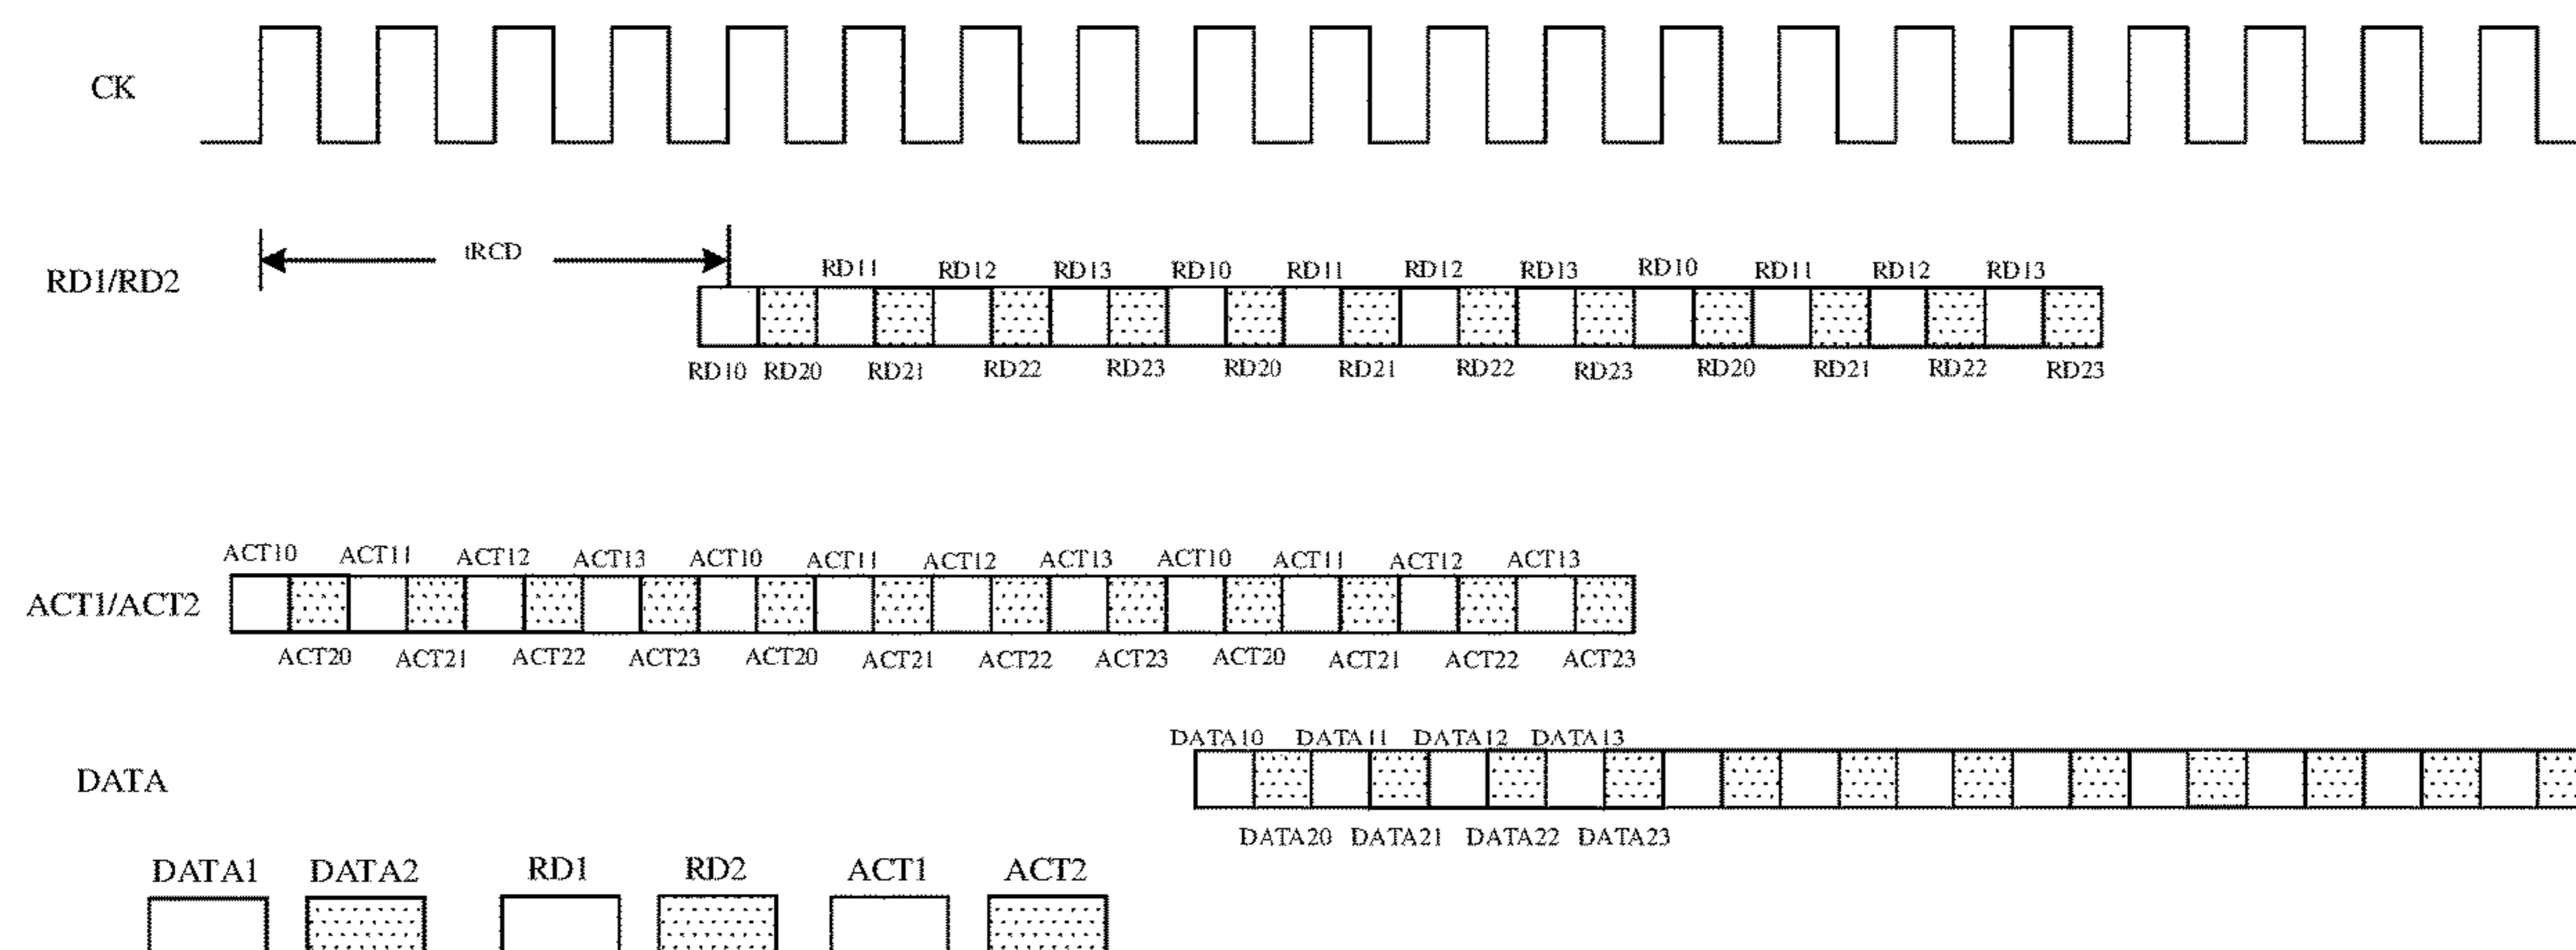 CK
tRCD
RD11 RD12 RD13 RD10 RD11 RD12 RD13 RD10 RD11 RD12 RD13
RD1/RD2
RD10 RD20 RD21 RD22 RD23 RD20 RD21 RD22 RD23 RD20 RD21 RD22 RD23
ACT10 ACT11 ACT12 ACT13 ACT10 ACT11 ACT12 ACT13 ACT10 ACT11 ACT12 ACT13
ACT1/ACT2
ACT20 ACT21 ACT22 ACT23 ACT20 ACT21 ACT22 ACT23 ACT20 ACT21 ACT22 ACT23
DATA10 DATA11 DATA12 DATA13
DATA
DATA20 DATA21 DATA22 DATA23
DATA1 DATA2 RD1 RD2 ACT1 ACT2